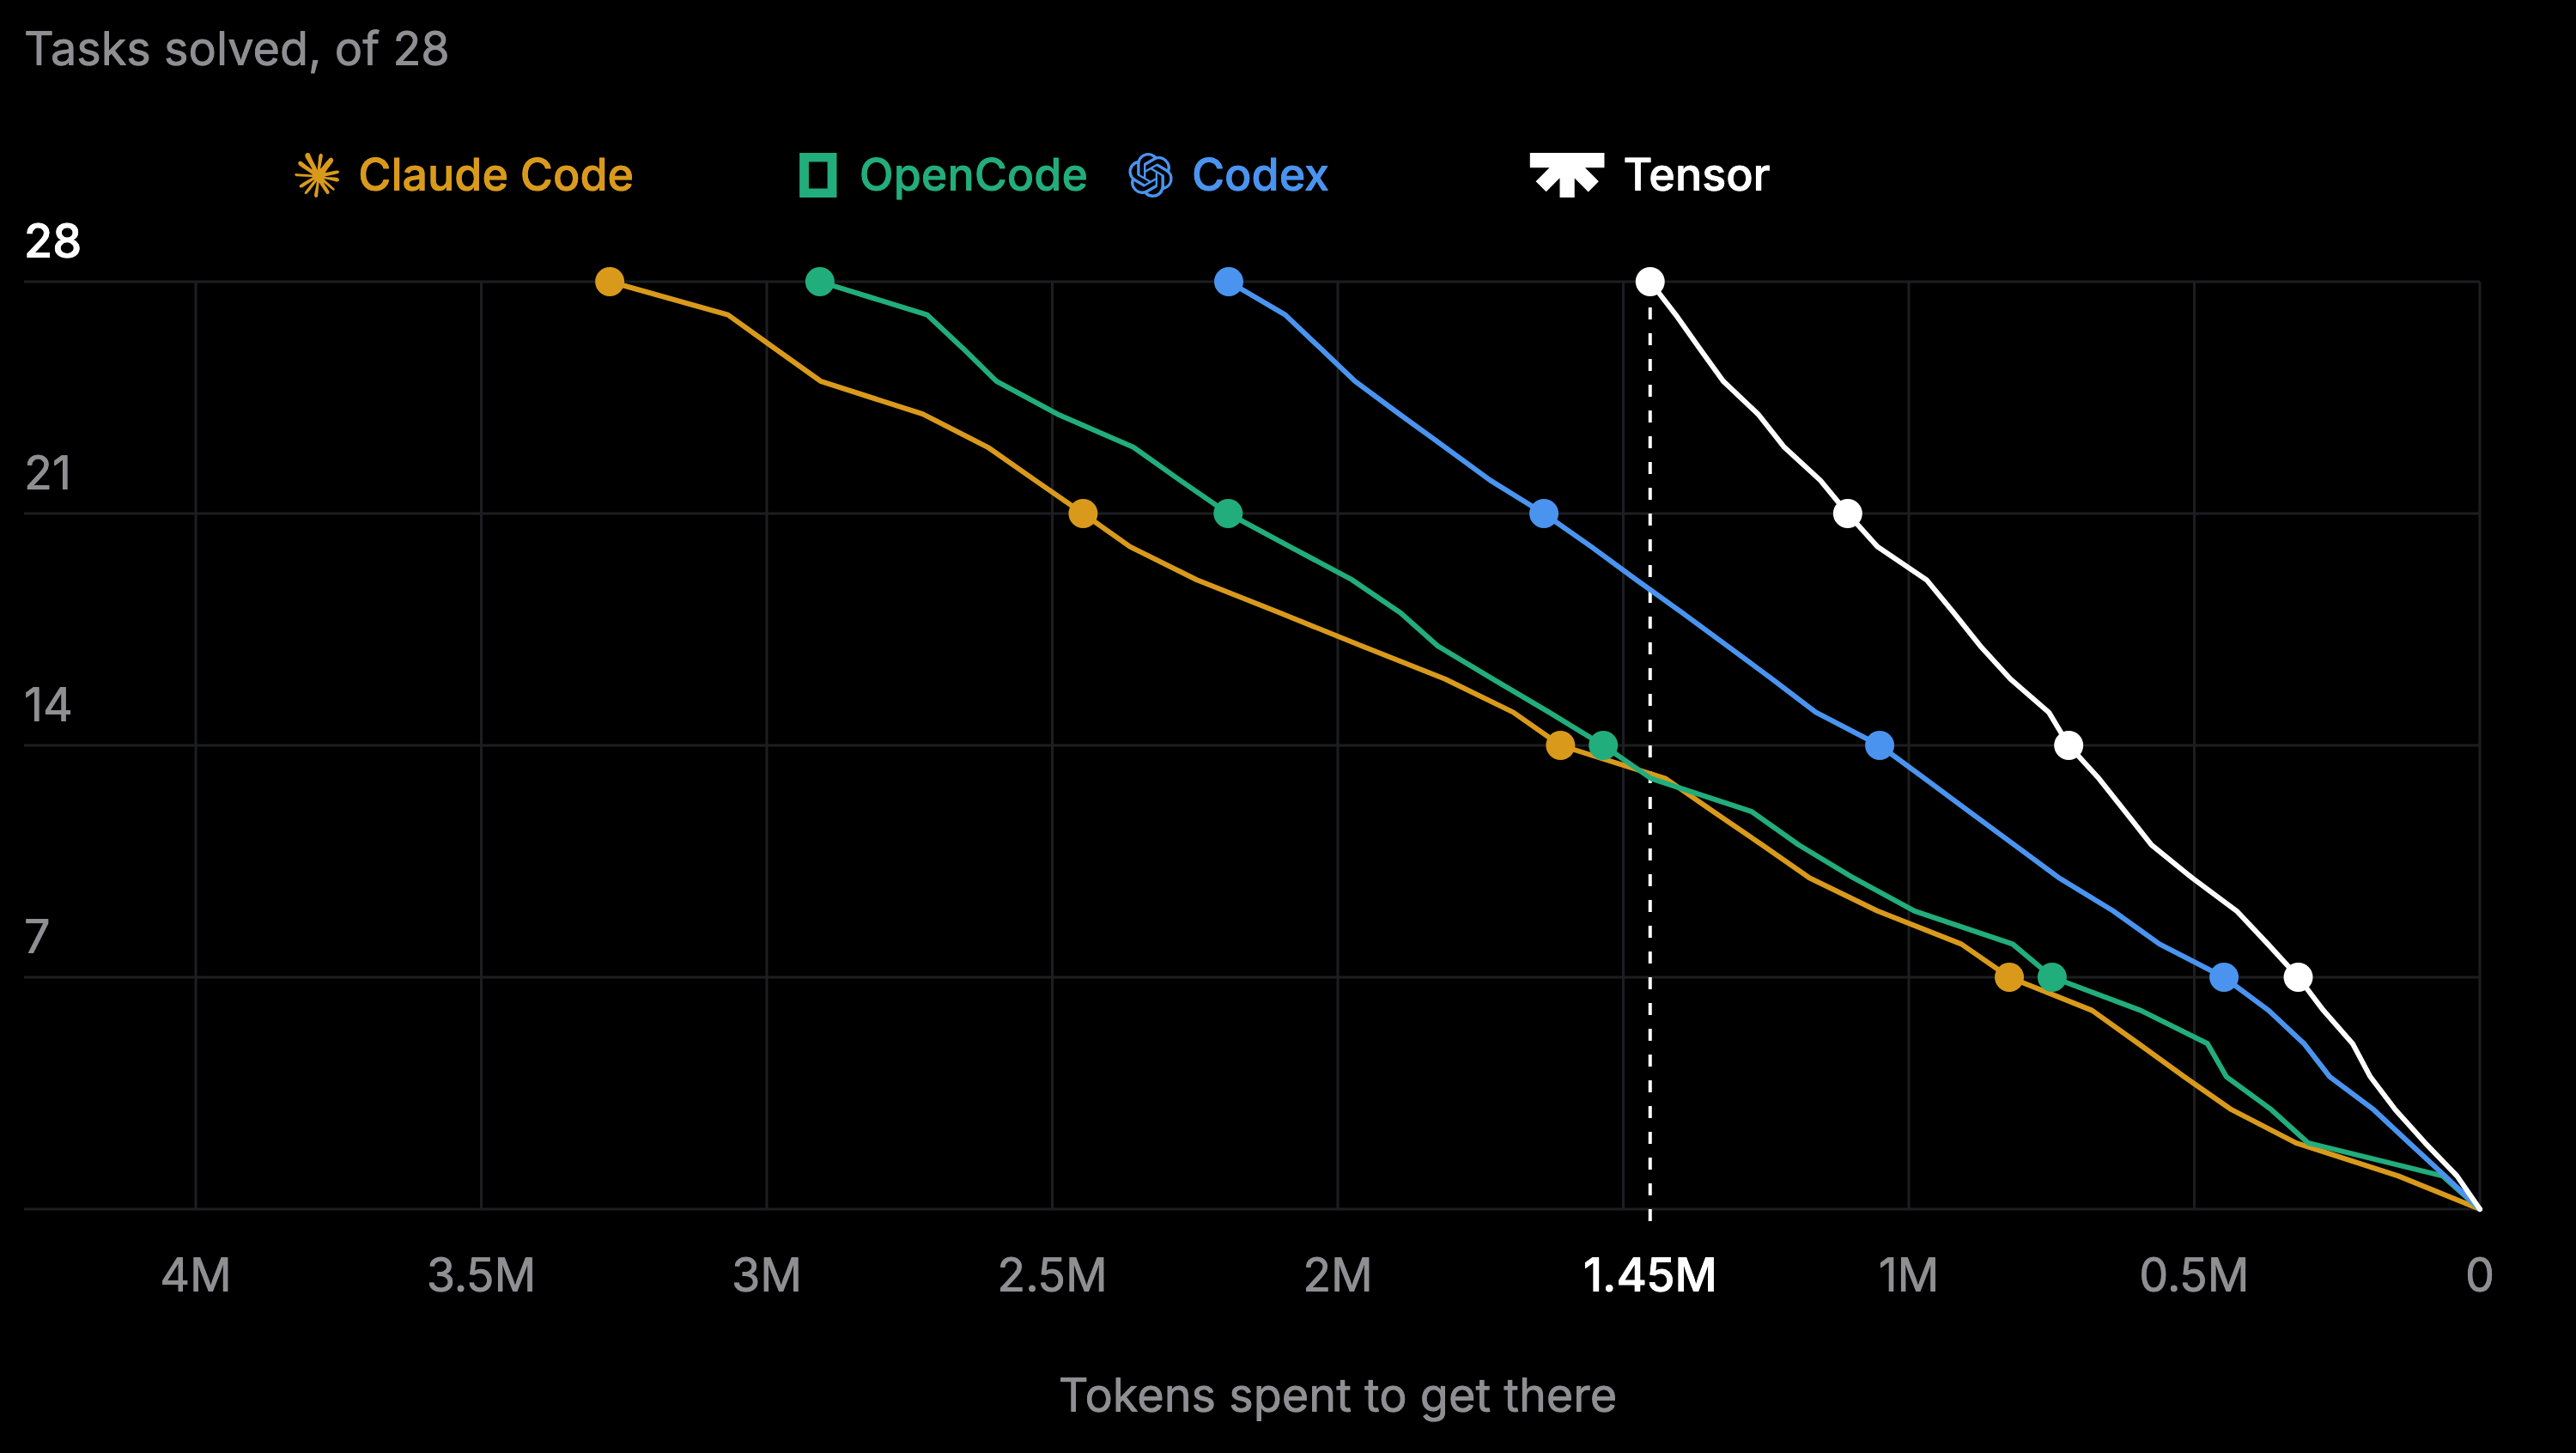 Tasks solved, of 28
Claude Code
OpenCode
Codex
Tensor
28
21
14
7
4M
3.5M
3M
2.5M
2M
1.45M
1M
0.5M
0
Tokens spent to get there